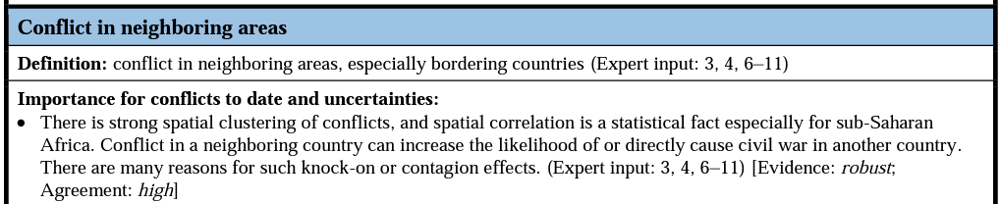 Conflict in neighboring areas
Definition: conflict in neighboring areas, especially bordering countries (Expert input: 3, 4, 6–11)
Importance for conflicts to date and uncertainties:
• There is strong spatial clustering of conflicts, and spatial correlation is a statistical fact especially for sub-Saharan
Africa. Conflict in a neighboring country can increase the likelihood of or directly cause civil war in another country.
There are many reasons for such knock-on or contagion effects. (Expert input: 3, 4, 6–11) [Evidence: robust;
Agreement: high]